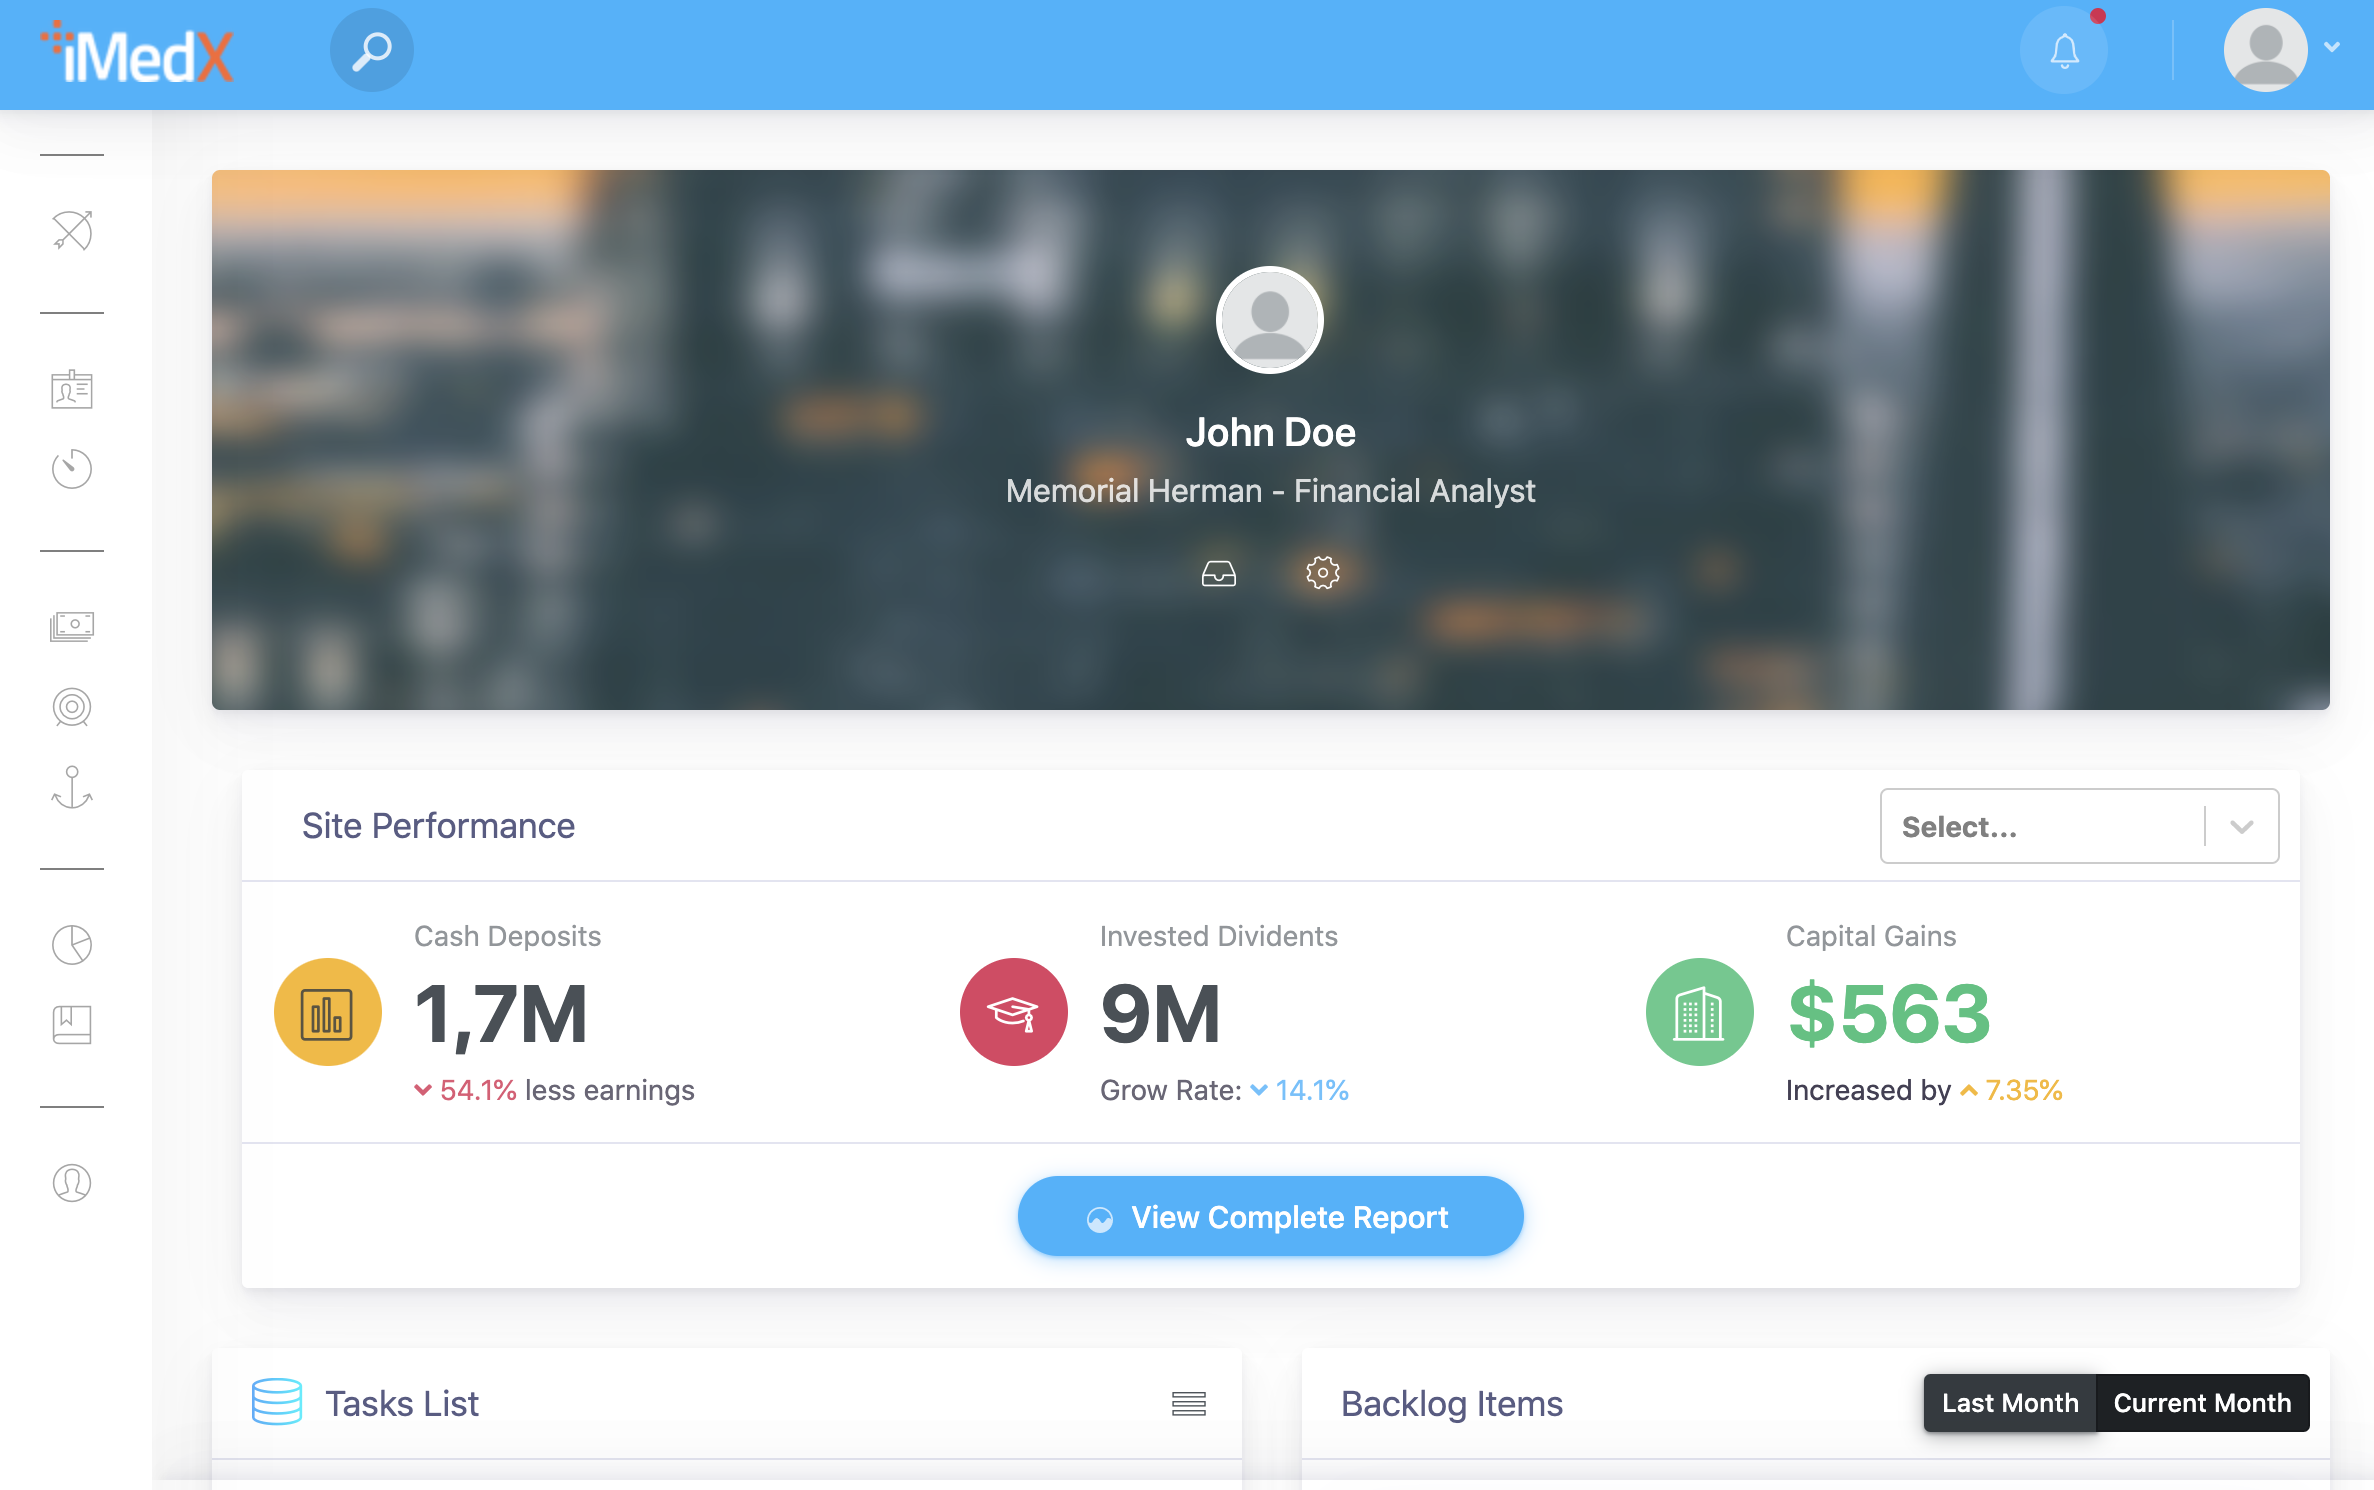 iMedX
John Doe
Memorial Herman - Financial Analyst
Site Performance
Select...
Cash Deposits
1,7M
54.1% less earnings
Invested Dividents
9M
Grow Rate: 14.1%
Capital Gains
$563
Increased by 7.35%
View Complete Report
Tasks List
Backlog Items
Last Month
Current Month